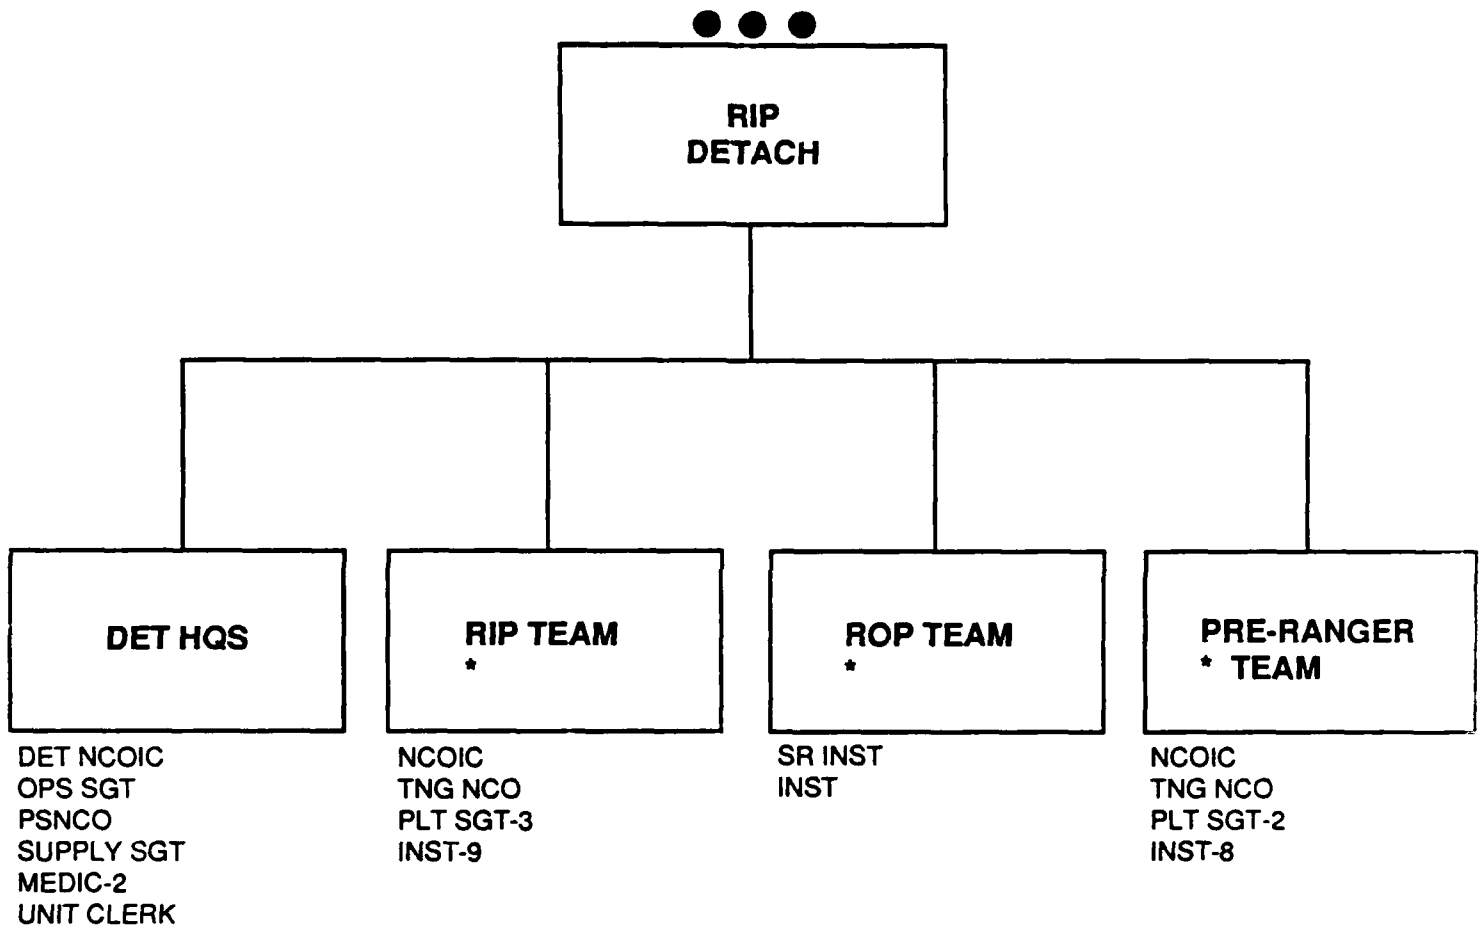 RIP
DETACH
DET HQS
DET NCOIC
OPS SGT
PSNCO
SUPPLY SGT
MEDIC-2
UNIT CLERK
RIP TEAM
*
NCOIC
TNG NCO
PLT SGT-3
INST-9
ROP TEAM
*
SR INST
INST
PRE-RANGER
* TEAM
NCOIC
TNG NCO
PLT SGT-2
INST-8